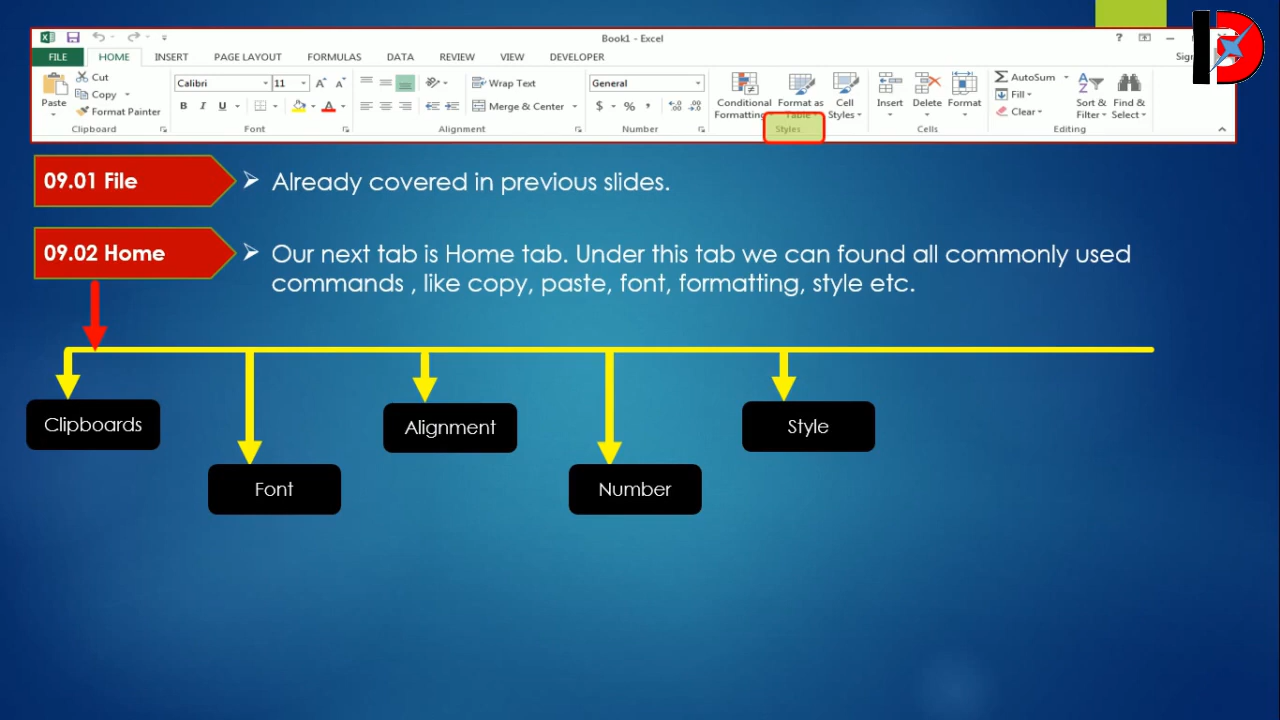 Book1 - Excel
?
FILE HOME INSERT PAGE LAYOUT FORMULAS DATA REVIEW VIEW DEVELOPER
Paste
Cut
Copy
Format Painter
Clipboard
Calibri 11
B I U
Font
Wrap Text
Merge & Center
Alignment
General
$ % ,
Number
Conditional
Formatting
Format as
Table
Cell
Styles
Styles
Insert Delete Format
Cells
AutoSum
Fill
Clear
Sort &
Filter
Find &
Select
Editing
09.01 File
Already covered in previous slides.
09.02 Home
Our next tab is Home tab. Under this tab we can found all commonly used
commands , like copy, paste, font, formatting, style etc.
Clipboards
Alignment
Style
Font
Number